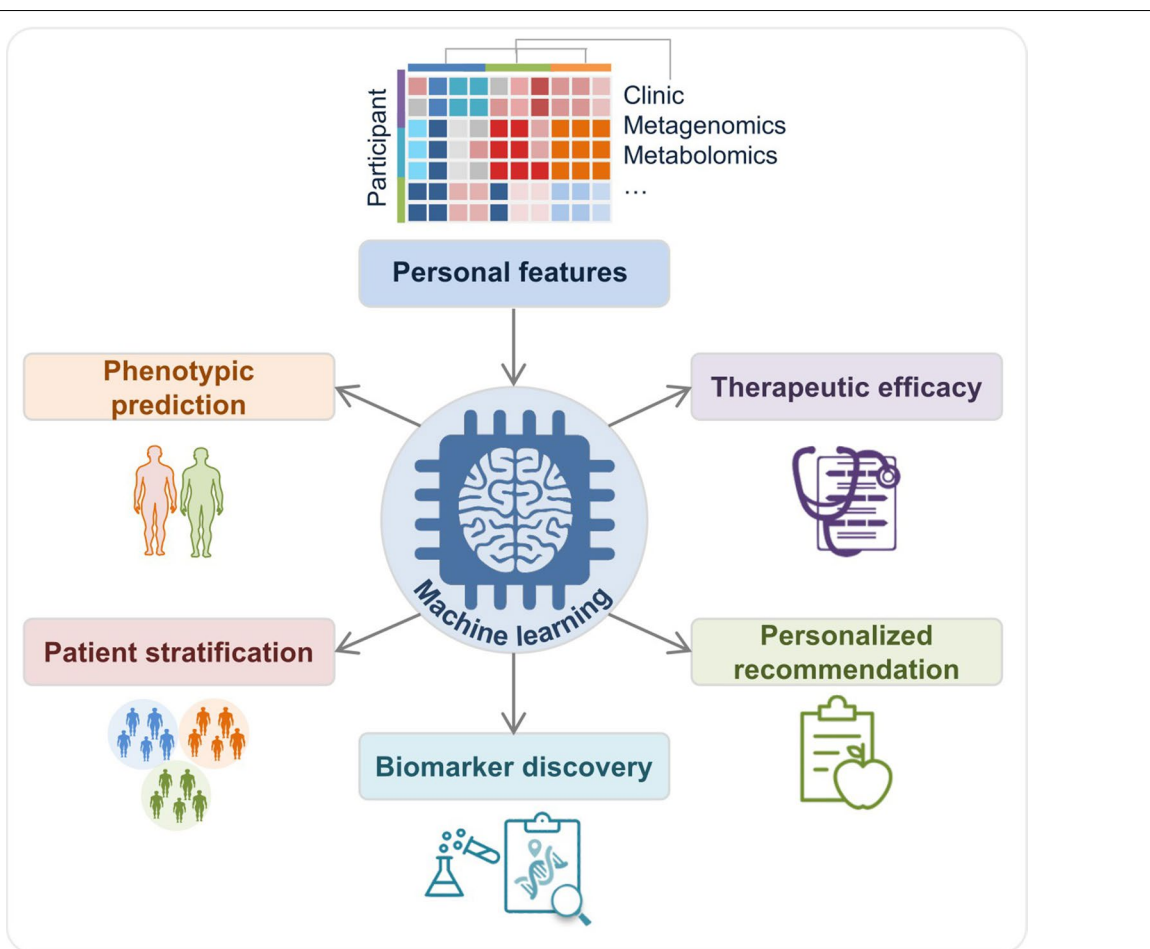 Participant
Clinic
Metagenomics
Metabolomics
...
Personal features
Phenotypic
prediction
Therapeutic efficacy
Machine learning
Patient stratification
Personalized
recommendation
Biomarker discovery